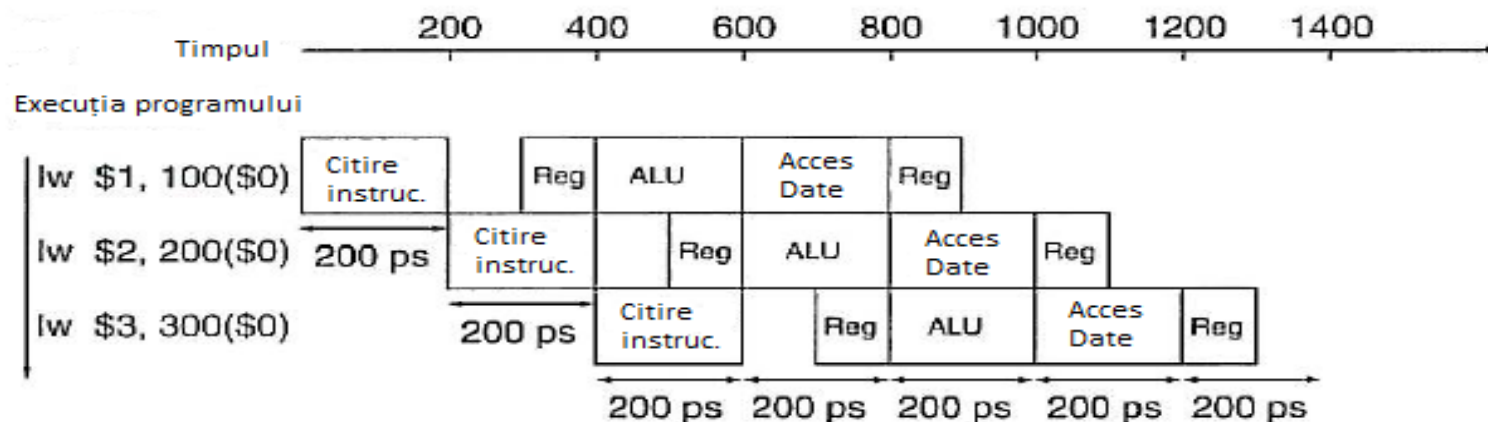 200 400 600 800 1000 1200 1400
Timpul
Execuția programului
lw $1, 100($0) Citire instruc. Reg ALU Acces Date Reg
lw $2, 200($0) 200 ps Citire instruc. Reg ALU Acces Date Reg
lw $3, 300($0) 200 ps Citire instruc. Reg ALU Acces Date Reg
200 ps 200 ps 200 ps 200 ps 200 ps